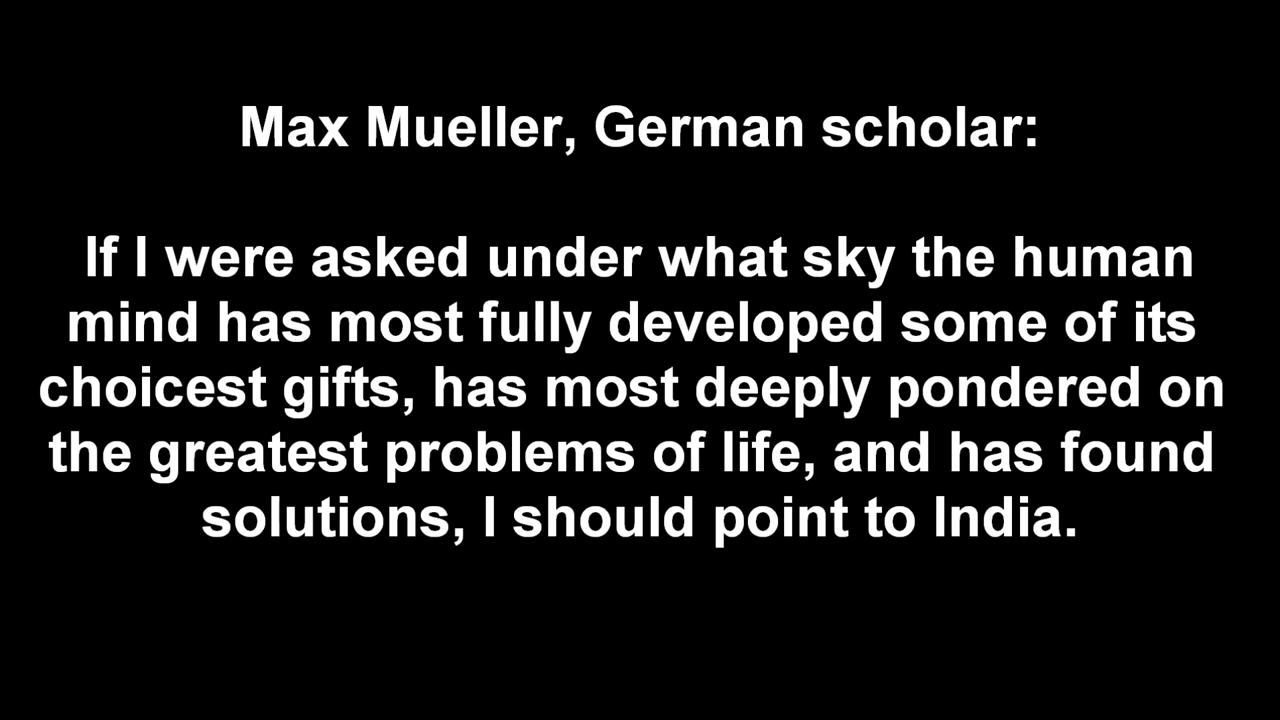 Max Mueller, German scholar:
If I were asked under what sky the human
mind has most fully developed some of its
choicest gifts, has most deeply pondered on
the greatest problems of life, and has found
solutions, I should point to India.